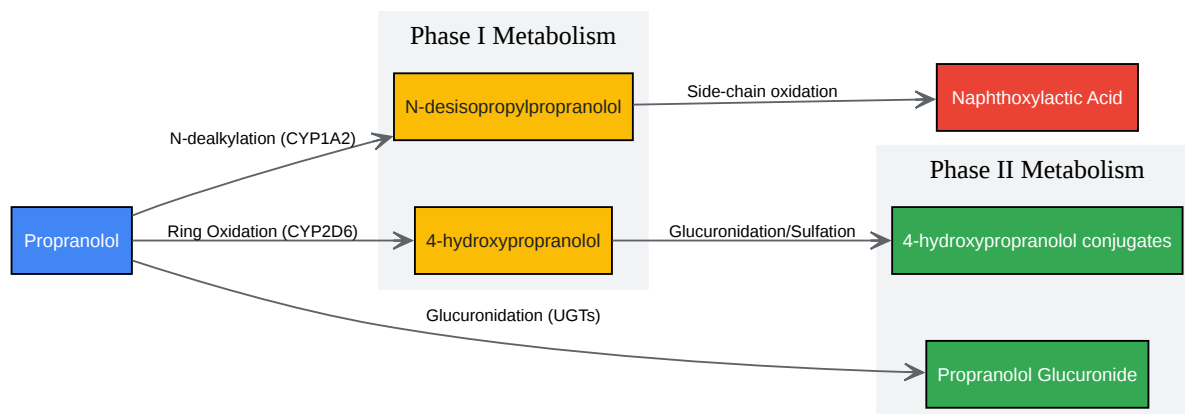 Phase I Metabolism
N-desisopropylpropranolol
Side-chain oxidation
Naphthoxylactic Acid
N-dealkylation (CYP1A2)
Phase II Metabolism
Propranolol
Ring Oxidation (CYP2D6)
4-hydroxypropranolol
Glucuronidation/Sulfation
4-hydroxypropranolol conjugates
Glucuronidation (UGTs)
Propranolol Glucuronide